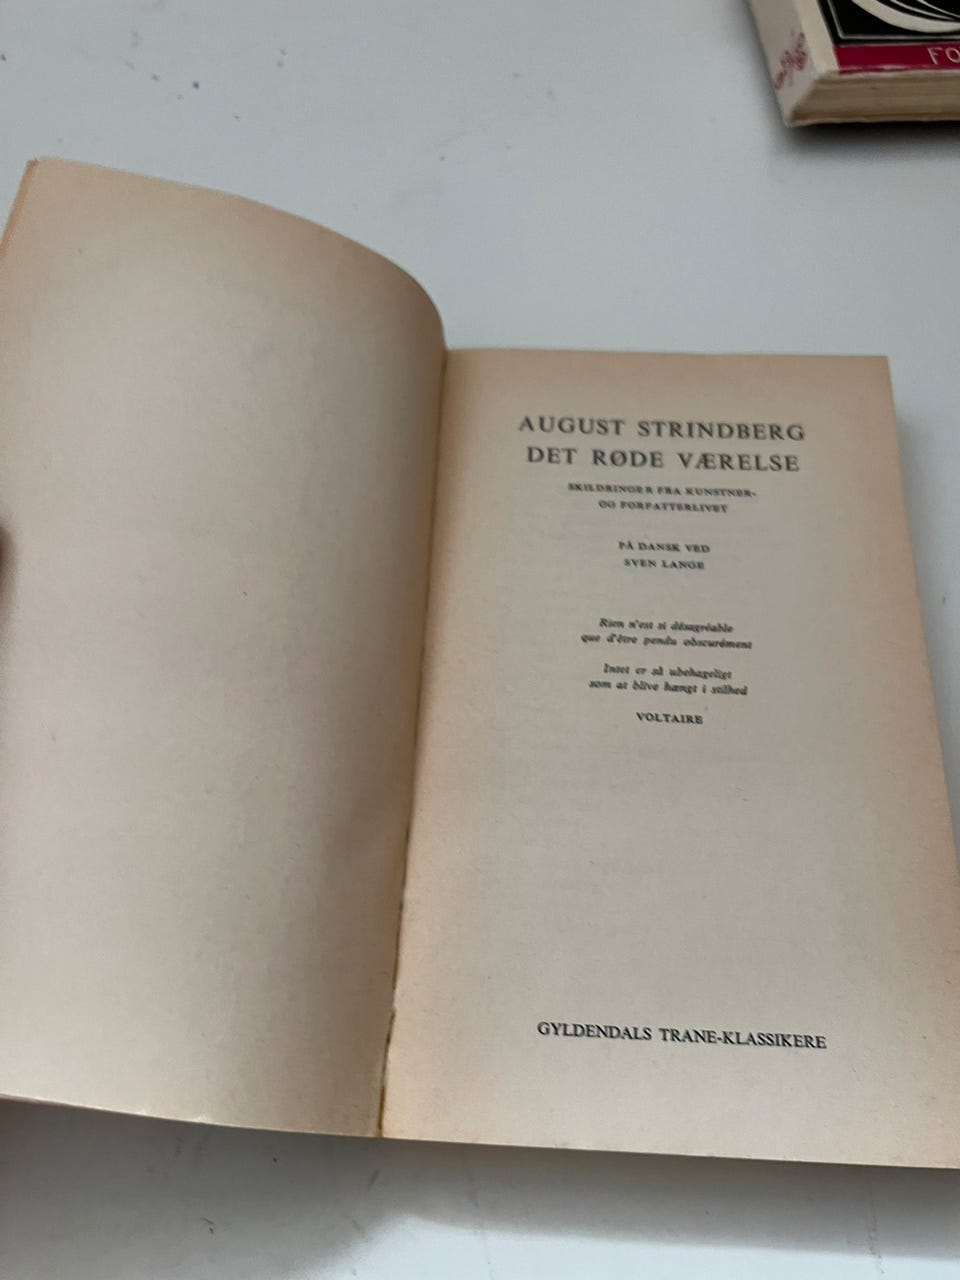 FO
AUGUST STRINDBERG
DET RØDE VÆRELSE
SKILDRINGER FRA KUNSTNER-
OG FORFATTERLIVET
PÅ DANSK VED
SVEN LANGE
Rien n'est si désagréable
que d'être pendu obscurément
Intet er så ubehageligt
som at blive hængt i stilhed
VOLTAIRE
GYLDENDALS TRANE-KLASSIKERE